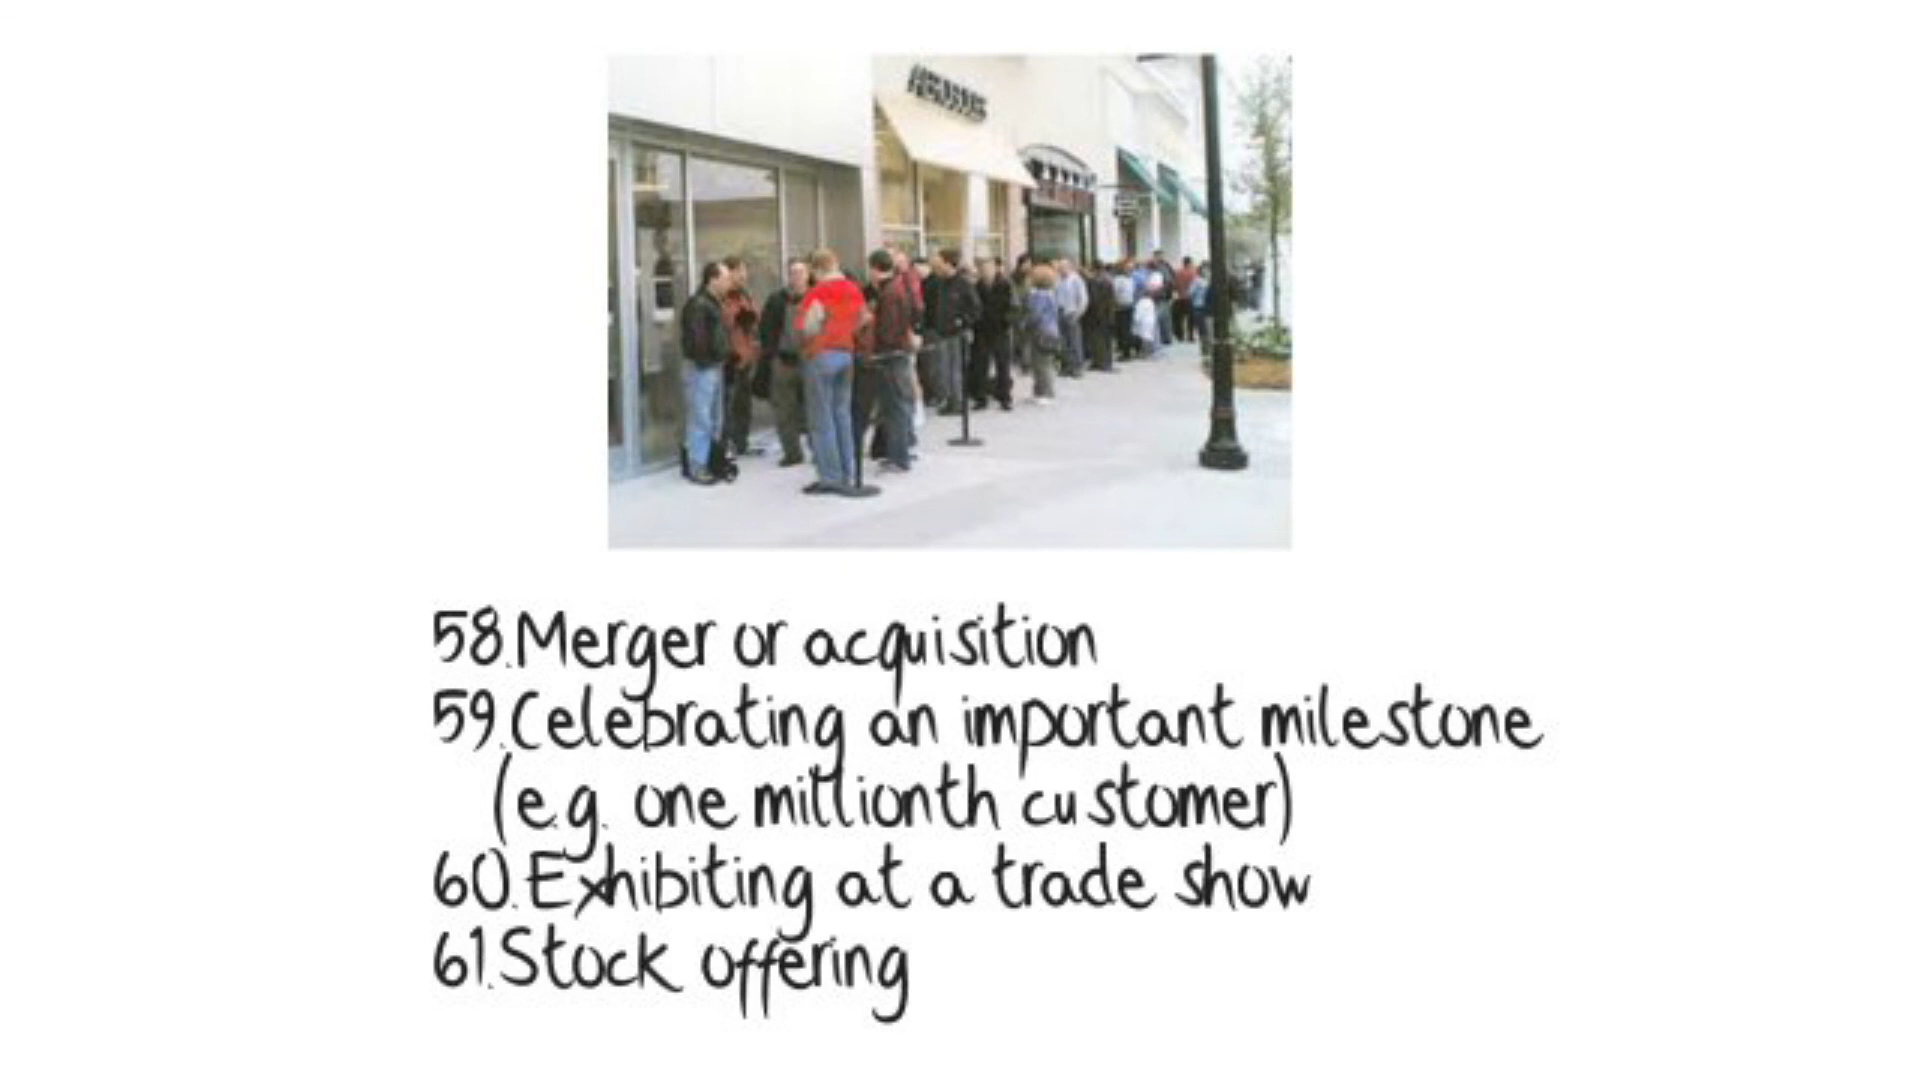 58.Merger or acquisition
59.Celebrating an important milestone
(e.g. one millionth customer)
60.Exhibiting at a trade show
61.Stock offering